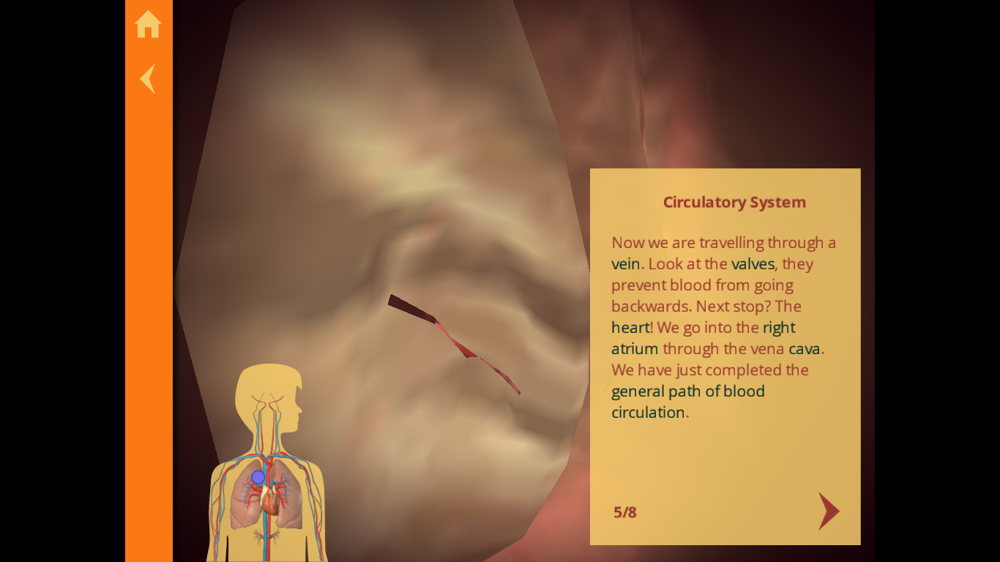 Circulatory System
Now we are travelling through a
vein. Look at the valves, they
prevent blood from going
backwards. Next stop? The
heart! We go into the right
atrium through the vena cava.
We have just completed the
general path of blood
circulation.
5/8